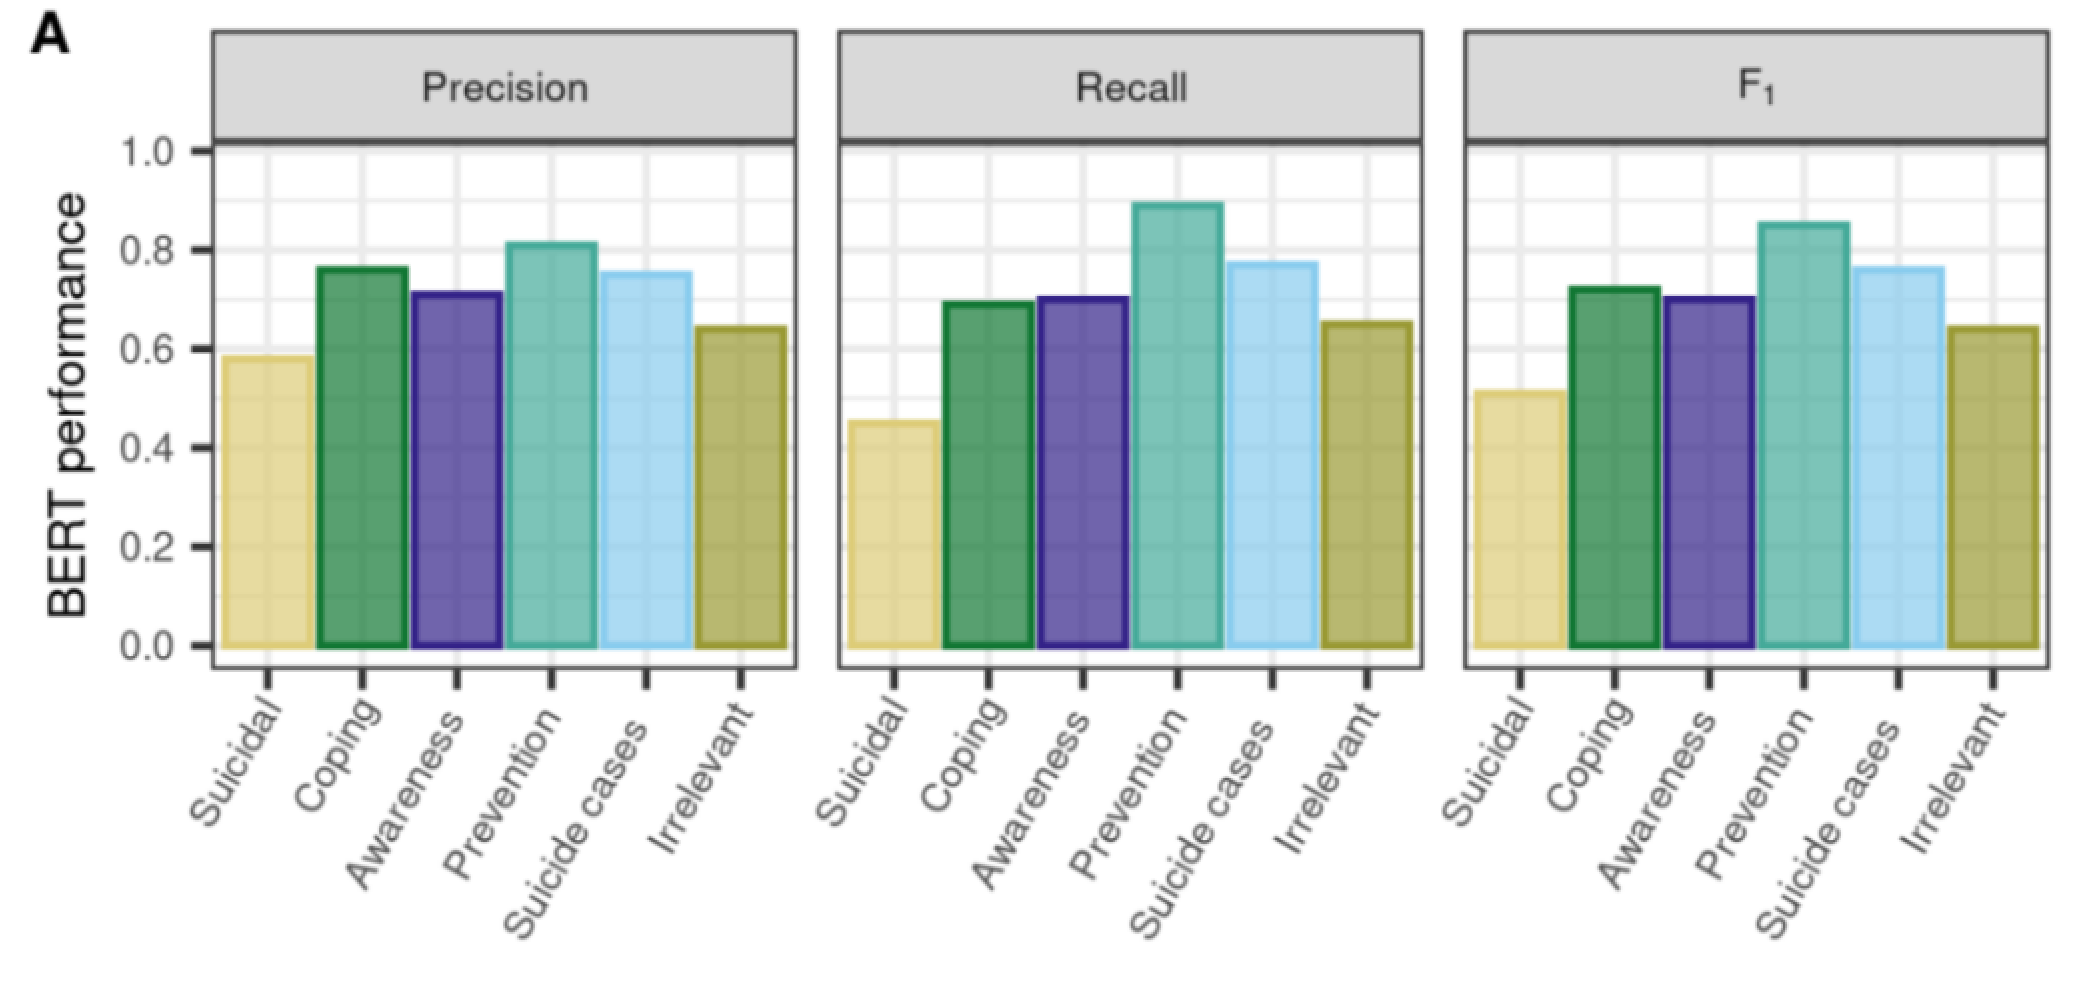 A
Precision
Recall
F₁
BERT performance
1.0
0.8
0.6
0.4
0.2
0.0
Suicidal
Coping
Awareness
Prevention
Suicide cases
Irrelevant
Suicidal
Coping
Awareness
Prevention
Suicide cases
Irrelevant
Suicidal
Coping
Awareness
Prevention
Suicide cases
Irrelevant